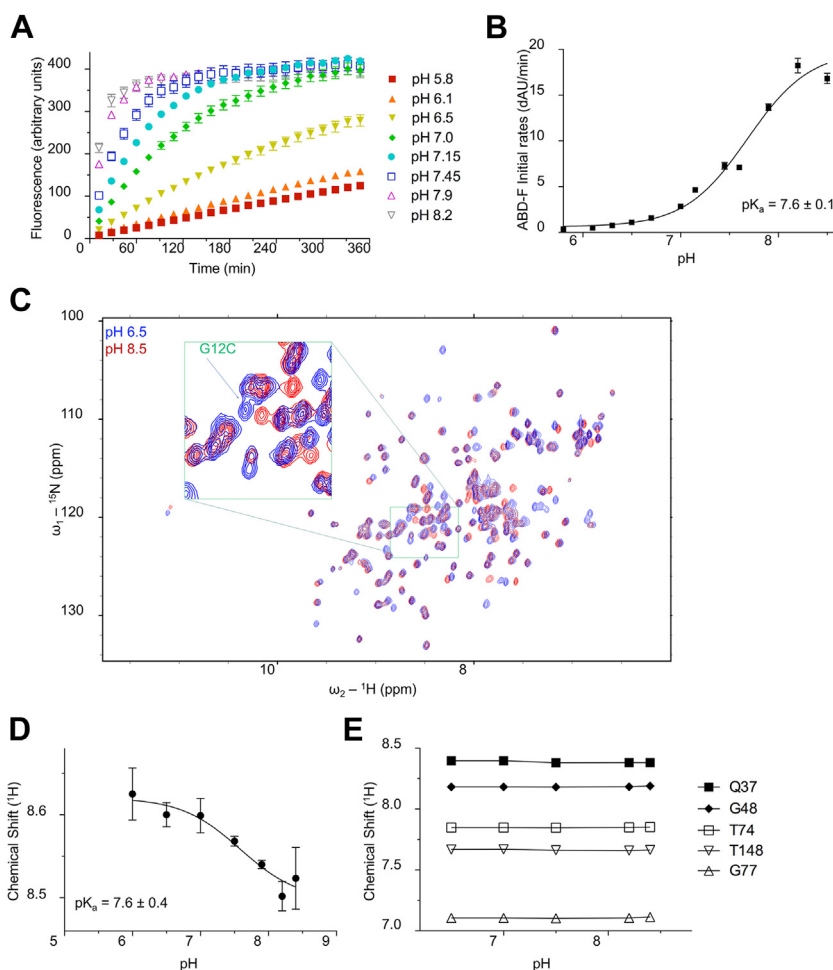 A
Fluorescence (arbitrary units)
400
300
200
100
0
0 60 120 180 240 300 360
Time (min)
pH 5.8
pH 6.1
pH 6.5
pH 7.0
pH 7.15
pH 7.45
pH 7.9
pH 8.2
B
ABD-F Initial rates (dAU/min)
20
15
10
5
0
6 7 8
pH
pKa = 7.6 ± 0.1
C
pH 6.5
pH 8.5
G12C
ω1 – 15N (ppm)
100
110
120
130
10 8
ω2 – 1H (ppm)
D
Chemical Shift (1H)
8.6
8.5
pKa = 7.6 ± 0.4
5 6 7 8 9
pH
E
Chemical Shift (1H)
8.5
8.0
7.5
7.0
7 8
pH
Q37
G48
T74
T148
G77